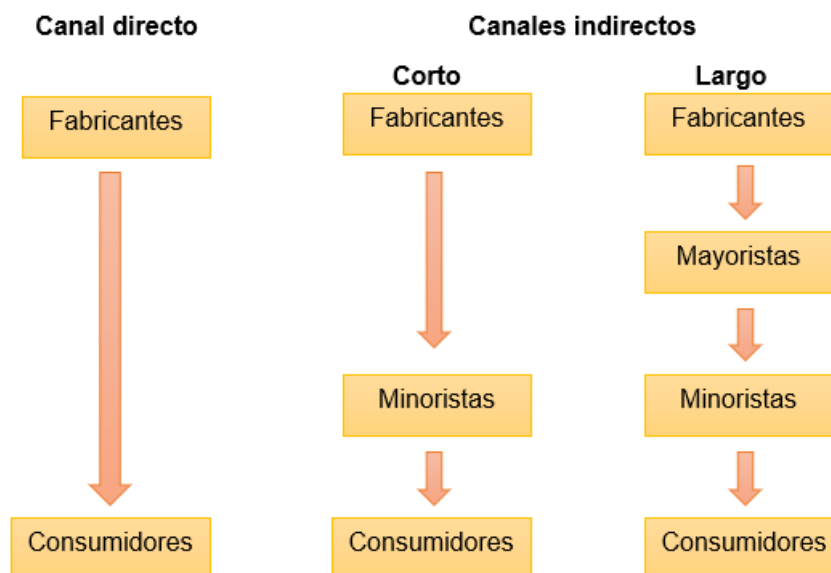 Canal directo
Canales indirectos
Corto
Largo
Fabricantes
Fabricantes
Fabricantes
Mayoristas
Minoristas
Minoristas
Consumidores
Consumidores
Consumidores